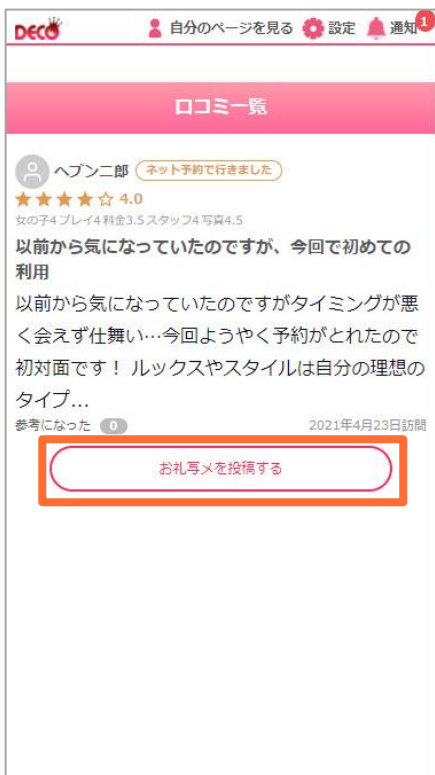 DECO 自分のページを見る 設定 通知 1
口コミ一覧
ヘブン二郎 ネット予約で行きました
★★★★☆ 4.0
女の子4 プレイ4 料金3.5 スタッフ4 写真4.5
以前から気になっていたのですが、今回で初めての
利用
以前から気になっていたのですがタイミングが悪
く会えず仕舞い…今回ようやく予約がとれたので
初対面です！ ルックスやスタイルは自分の理想の
タイプ…
参考になった 0 2021年4月23日訪問
お礼写メを投稿する